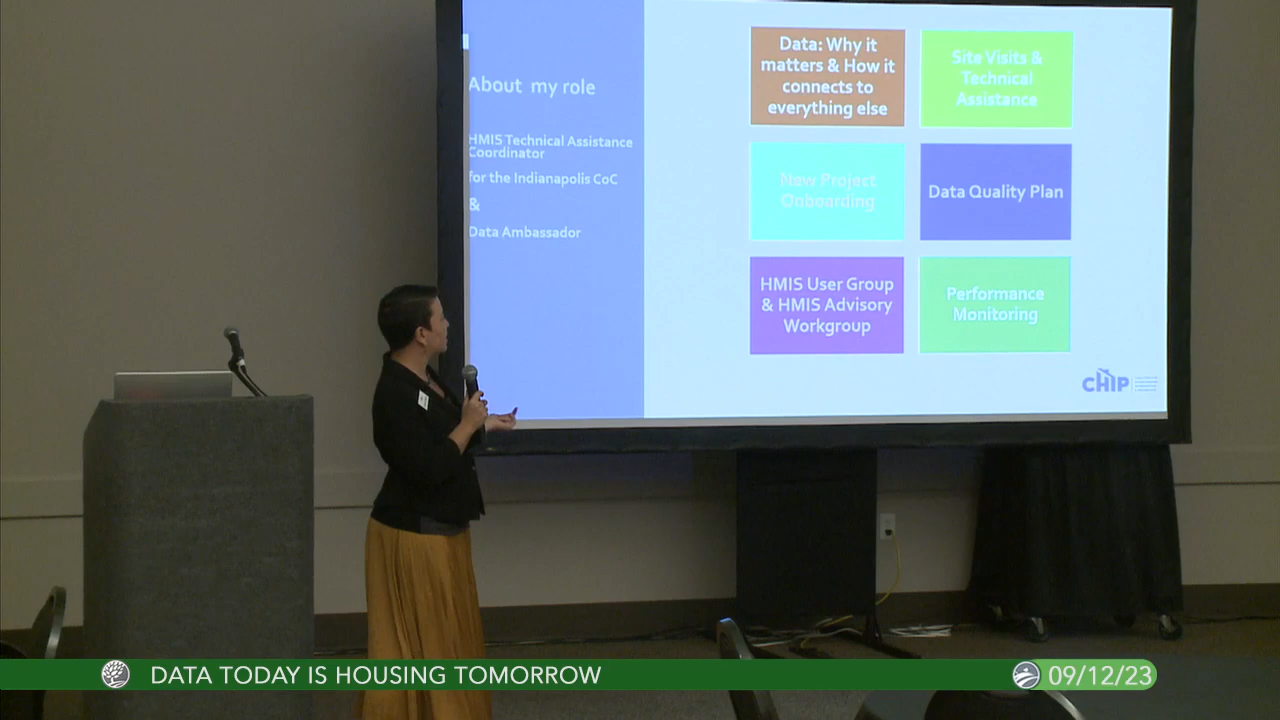 About my role
HMIS Technical Assistance
Coordinator
for the Indianapolis CoC
&
Data Ambassador
Data: Why it
matters & How it
connects to
everything else
Site Visits &
Technical
Assistance
New Project
Onboarding
Data Quality Plan
HMIS User Group
& HMIS Advisory
Workgroup
Performance
Monitoring
CHIP
DATA TODAY IS HOUSING TOMORROW
09/12/23